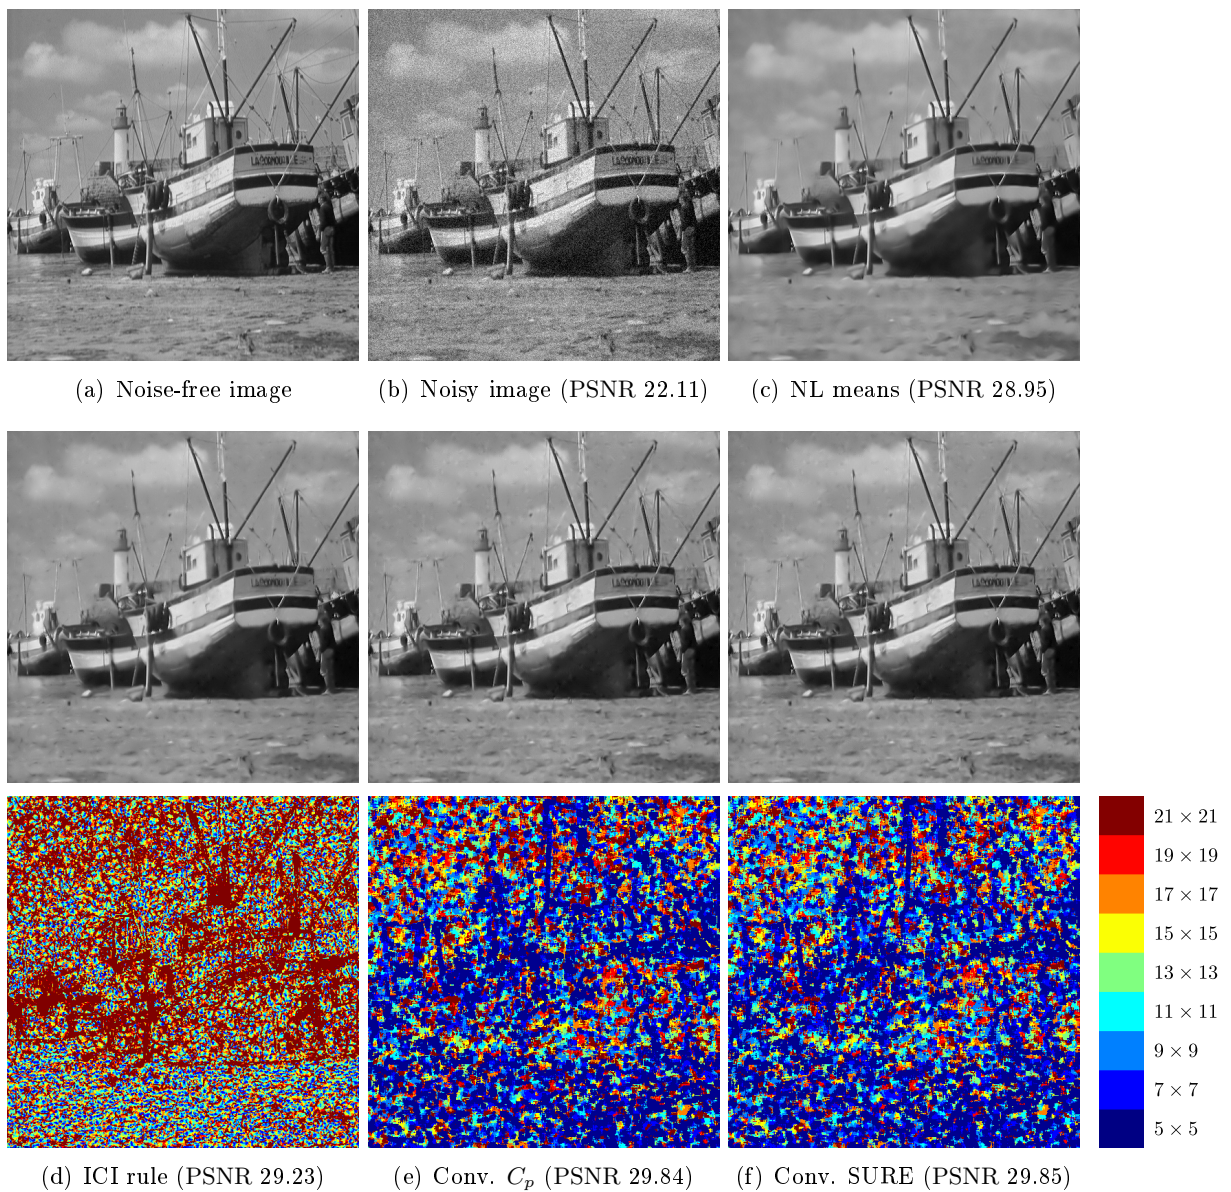 (a) Noise-free image
(b) Noisy image (PSNR 22.11)
(c) NL means (PSNR 28.95)
21 × 21
19 × 19
17 × 17
15 × 15
13 × 13
11 × 11
9 × 9
7 × 7
5 × 5
(d) ICI rule (PSNR 29.23)
(e) Conv. Cₚ (PSNR 29.84)
(f) Conv. SURE (PSNR 29.85)